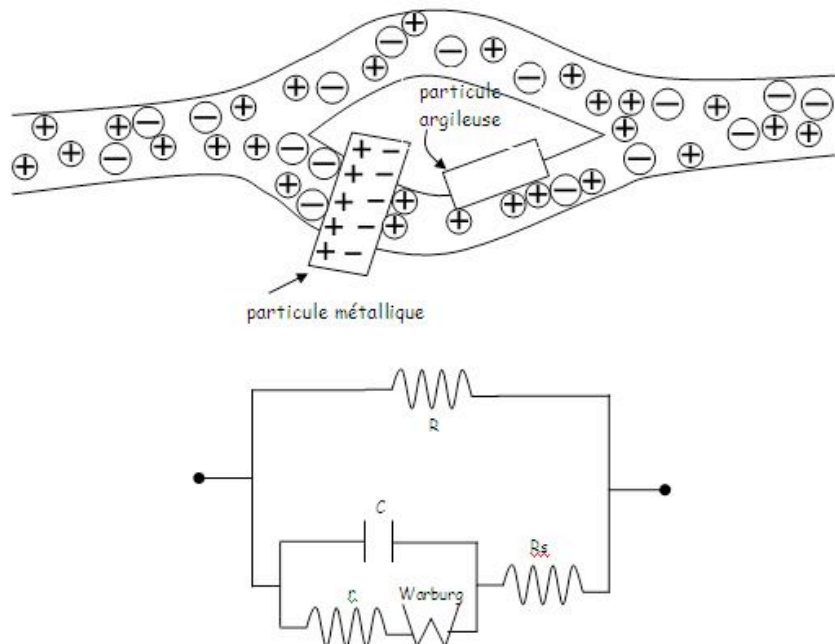 particule
argileuse
particule métallique
R
C
Rs
Warburg